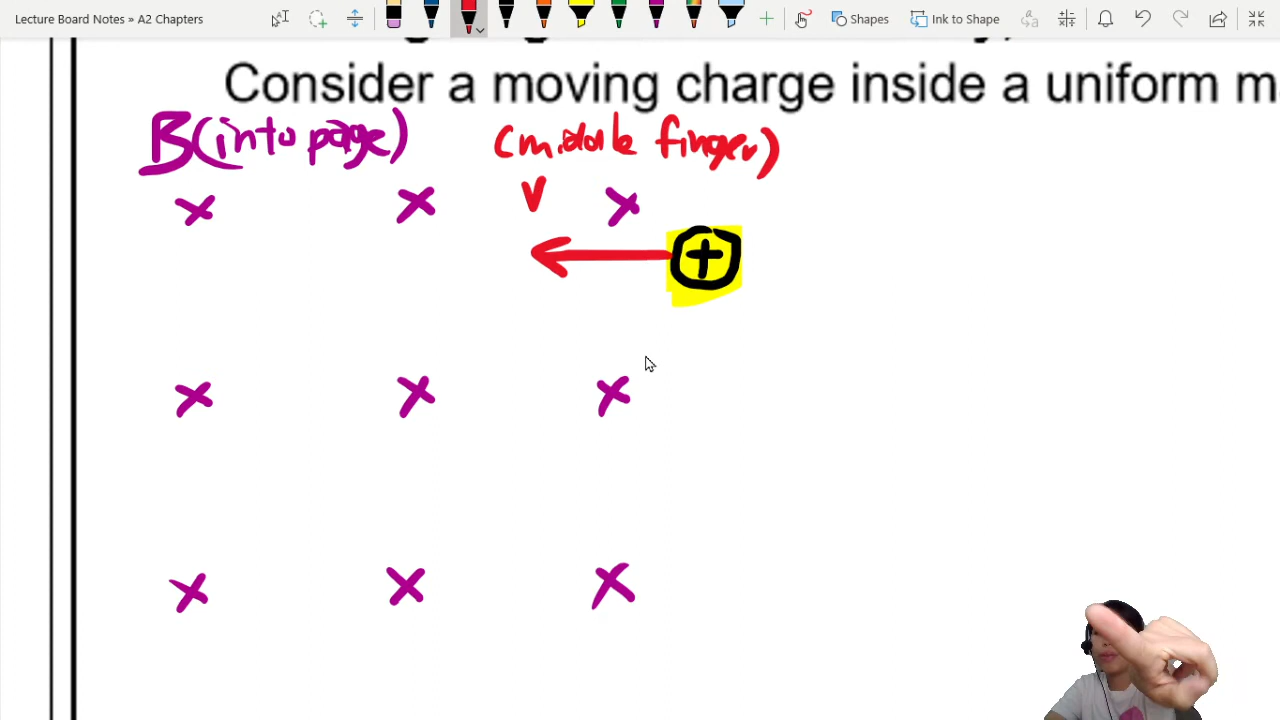 Lecture Board Notes » A2 Chapters
Shapes
Ink to Shape
Consider a moving charge inside a uniform m
B (into page)
(middle finger)
v
x x x
+
x x x
x x x